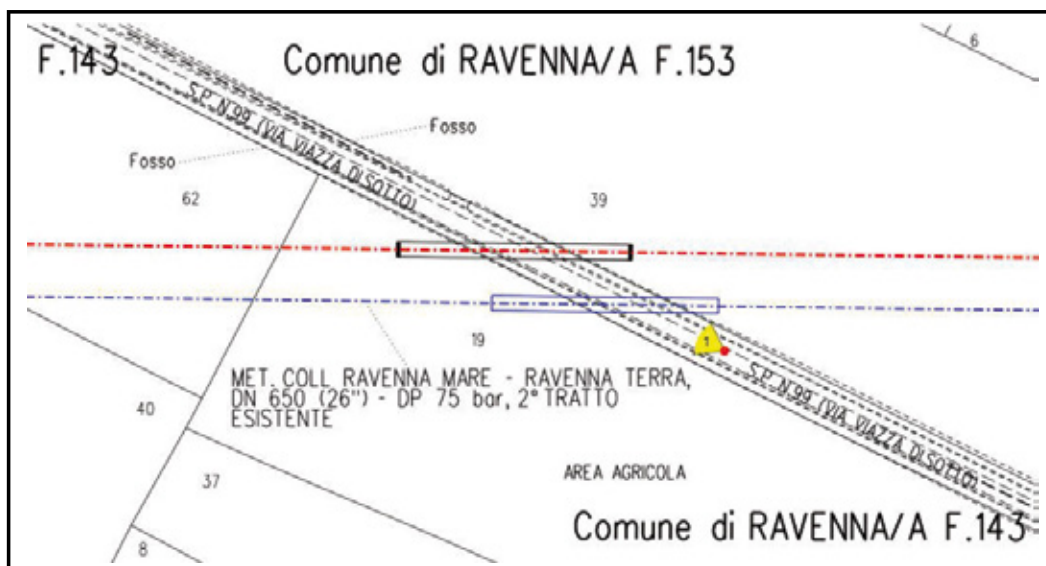 6
F.143
Comune di RAVENNA/A F.153
S.P. N.99 (VIA VIAZZA DI SOTTO)
Fosso
Fosso
62
39
19
1
MET. COLL RAVENNA MARE - RAVENNA TERRA,
DN 650 (26") - DP 75 bar, 2° TRATTO
ESISTENTE
S.P. N.99 (VIA VIAZZA DI SOTTO)
40
AREA AGRICOLA
37
Comune di RAVENNA/A F.143
8